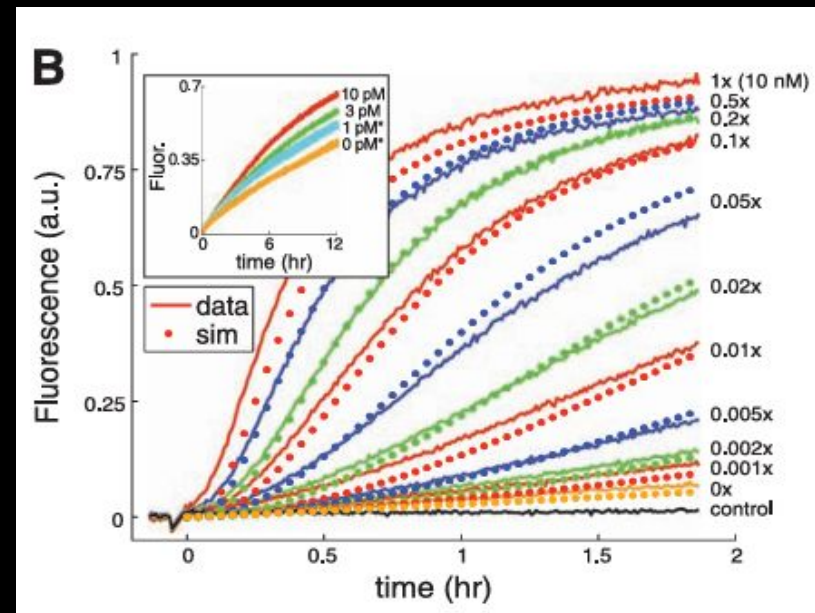 B
1
0.75
0.5
0.25
0
Fluorescence (a.u.)
0.7
0.35
0
Fluor.
10 pM
3 pM
1 pM*
0 pM*
0 6 12
time (hr)
data
sim
1x (10 nM)
0.5x
0.2x
0.1x
0.05x
0.02x
0.01x
0.005x
0.002x
0.001x
0x
control
0 0.5 1 1.5 2
time (hr)